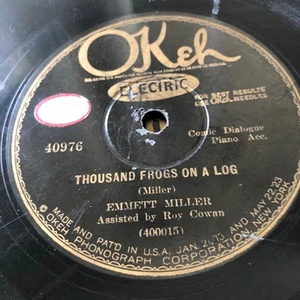 OKeh
ELECTRIC
FOR BEST RESULTS
USE OKeh NEEDLES
40976
Comic Dialogue
Piano Acc.
THOUSAND FROGS ON A LOG
(Miller)
EMMETT MILLER
Assisted by Roy Cowan
(400015)
MADE AND PAT'D IN U.S.A. JAN. 21,'13 AND MAY 22,'23
OKEH PHONOGRAPH CORPORATION, NEW YORK